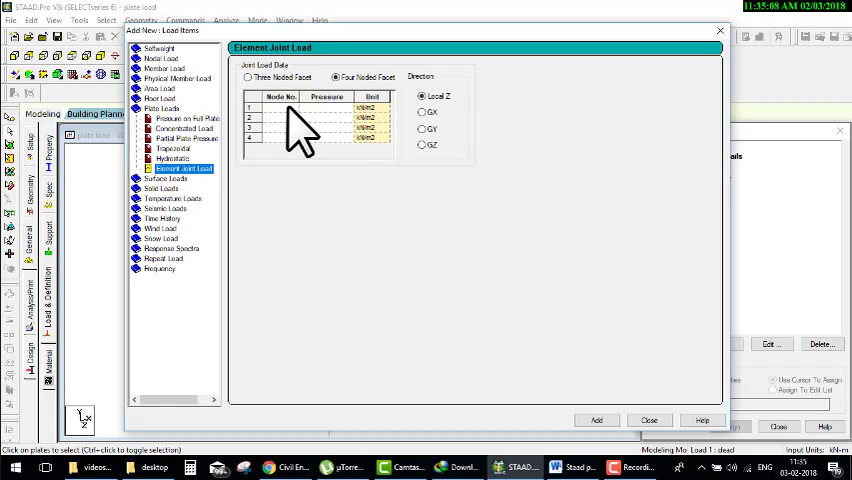 STAAD.Pro V8i (SELECTseries 6) - plate load
11:35:08 AM 02/03/2018
File Edit View Tools Select Geometry
Add New : Load Items
Selfweight
Nodal Load
Member Load
Physical Member Load
Area Load
Floor Load
Plate Loads
Pressure on Full Plate
Concentrated Load
Partial Plate Pressure
Trapezoidal
Hydrostatic
Element Joint Load
Surface Loads
Solid Loads
Temperature Loads
Seismic Loads
Time History
Wind Load
Snow Load
Response Spectra
Repeat Load
Frequency
Element Joint Load
Joint Load Data
Three Noded Facet
Four Noded Facet
Node No. Pressure Unit
1 kN/m2
2 kN/m2
3 kN/m2
4 kN/m2
Direction
Local Z
GX
GY
GZ
Add
Close
Help
Modeling
Building Planning
plate load
Setup
Geometry
General
Analysis/Print
Design
Property
Spec
Support
Load & Definition
Material
X
Z
Edit ...
Delete...
Use Cursor To Assign
Assign To Edit List
Close
Help
Click on plates to select (Ctrl+click to toggle selection)
Load 1 : dead
Input Units: kN-m
videos...
desktop
99+
Civil En...
µTorre...
Camtas...
Downl...
STAAD....
Staad p...
Recordi...
ENG
11:35
03-02-2018